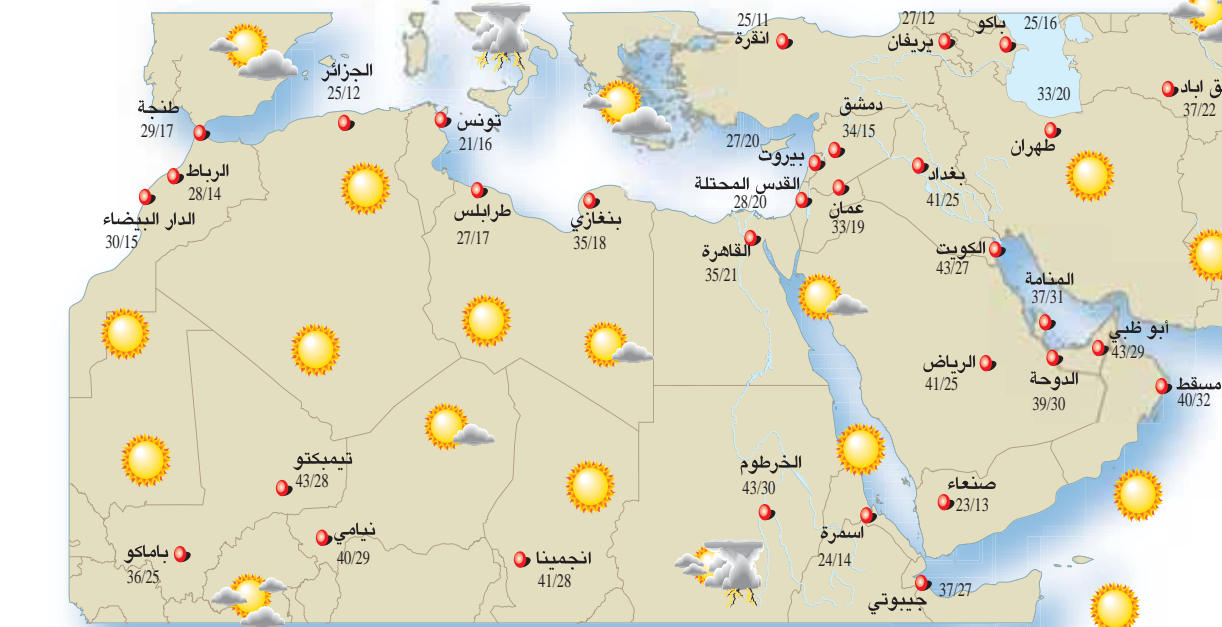 25/11
انقرة
27/12
يريفان
باكو
25/16
33/20
طهران
ق اباد
37/22
الجزائر
25/12
طنجة
29/17
تونس
21/16
دمشق
34/15
27/20
بيروت
بغداد
41/25
الرباط
28/14
القدس المحتلة
28/20
عمان
33/19
الدار البيضاء
30/15
طرابلس
27/17
بنغازي
35/18
القاهرة
35/21
الكويت
43/27
المنامة
37/31
أبو ظبي
43/29
الرياض
41/25
الدوحة
39/30
مسقط
40/32
تيمبكتو
43/28
الخرطوم
43/30
صنعاء
23/13
نيامي
40/29
باماكو
36/25
انجمينا
41/28
اسمرة
24/14
37/27
جيبوتي